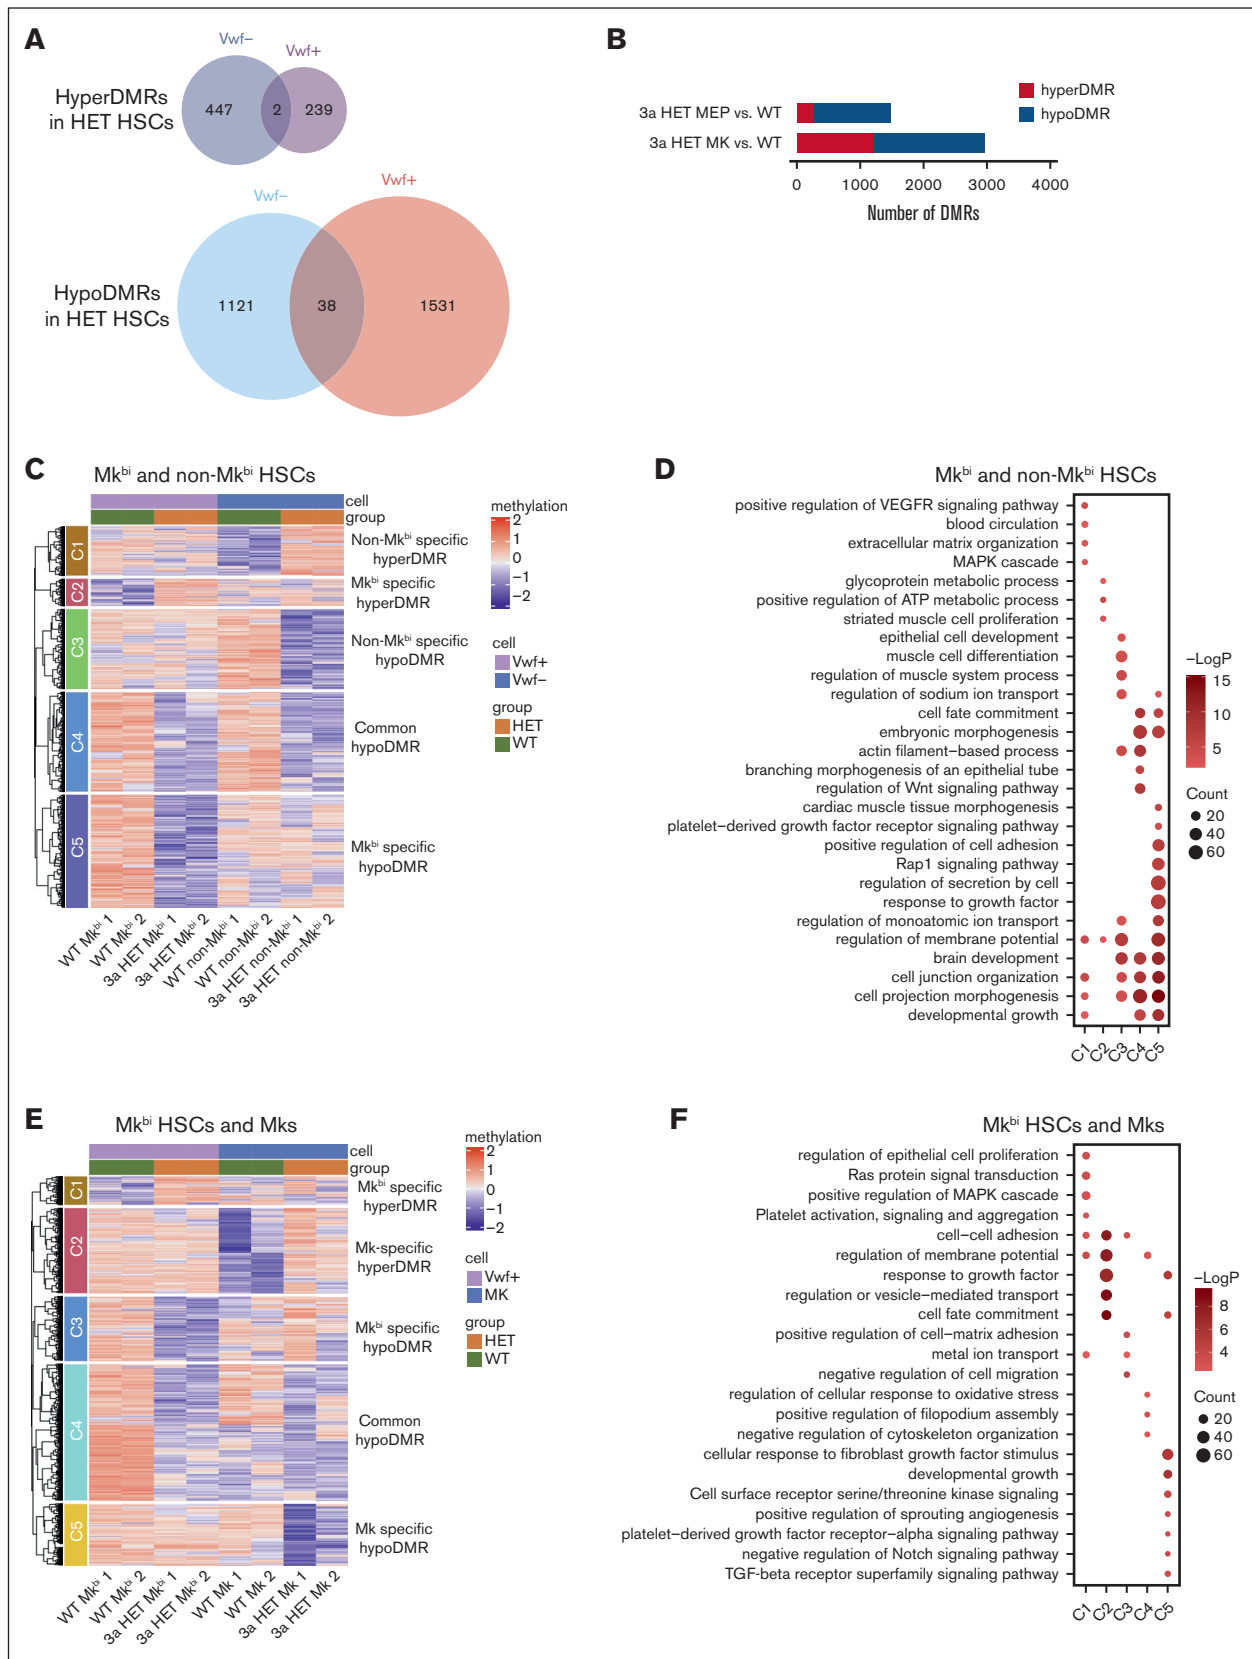 A
Vwf−
Vwf+
HyperDMRs
in HET HSCs
447
2
239
Vwf−
Vwf+
HypoDMRs
in HET HSCs
1121
38
1531
B
hyperDMR
hypoDMR
3a HET MEP vs. WT
3a HET MK vs. WT
0
1000
2000
3000
4000
Number of DMRs
C
Mkbi and non-Mkbi HSCs
cell
group
C1
C2
C3
C4
C5
Non-Mkbi specific
hyperDMR
Mkbi specific
hyperDMR
Non-Mkbi specific
hypoDMR
Common
hypoDMR
Mkbi specific
hypoDMR
methylation
2
1
0
−1
−2
cell
Vwf+
Vwf−
group
HET
WT
WT Mkbi 1
WT Mkbi 2
3a HET Mkbi 1
3a HET Mkbi 2
WT non-Mkbi 1
WT non-Mkbi 2
3a HET non-Mkbi 1
3a HET non-Mkbi 2
D
Mkbi and non-Mkbi HSCs
positive regulation of VEGFR signaling pathway
blood circulation
extracellular matrix organization
MAPK cascade
glycoprotein metabolic process
positive regulation of ATP metabolic process
striated muscle cell proliferation
epithelial cell development
muscle cell differentiation
regulation of muscle system process
regulation of sodium ion transport
cell fate commitment
embryonic morphogenesis
actin filament−based process
branching morphogenesis of an epithelial tube
regulation of Wnt signaling pathway
cardiac muscle tissue morphogenesis
platelet−derived growth factor receptor signaling pathway
positive regulation of cell adhesion
Rap1 signaling pathway
regulation of secretion by cell
response to growth factor
regulation of monoatomic ion transport
regulation of membrane potential
brain development
cell junction organization
cell projection morphogenesis
developmental growth
C1
C2
C3
C4
C5
−LogP
15
10
5
Count
20
40
60
E
Mkbi HSCs and Mks
cell
group
C1
C2
C3
C4
C5
Mkbi specific
hyperDMR
Mk-specific
hyperDMR
Mkbi specific
hypoDMR
Common
hypoDMR
Mk specific
hypoDMR
methylation
2
1
0
−1
−2
cell
Vwf+
MK
group
HET
WT
WT Mkbi 1
WT Mkbi 2
3a HET Mkbi 1
3a HET Mkbi 2
WT Mk 1
WT Mk 2
3a HET Mk 1
3a HET Mk 2
F
Mkbi HSCs and Mks
regulation of epithelial cell proliferation
Ras protein signal transduction
positive regulation of MAPK cascade
Platelet activation, signaling and aggregation
cell−cell adhesion
regulation of membrane potential
response to growth factor
regulation or vesicle−mediated transport
cell fate commitment
positive regulation of cell−matrix adhesion
metal ion transport
negative regulation of cell migration
regulation of cellular response to oxidative stress
positive regulation of filopodium assembly
negative regulation of cytoskeleton organization
cellular response to fibroblast growth factor stimulus
developmental growth
Cell surface receptor serine/threonine kinase signaling
positive regulation of sprouting angiogenesis
platelet−derived growth factor receptor−alpha signaling pathway
negative regulation of Notch signaling pathway
TGF-beta receptor superfamily signaling pathway
C1
C2
C3
C4
C5
−LogP
8
6
4
Count
20
40
60